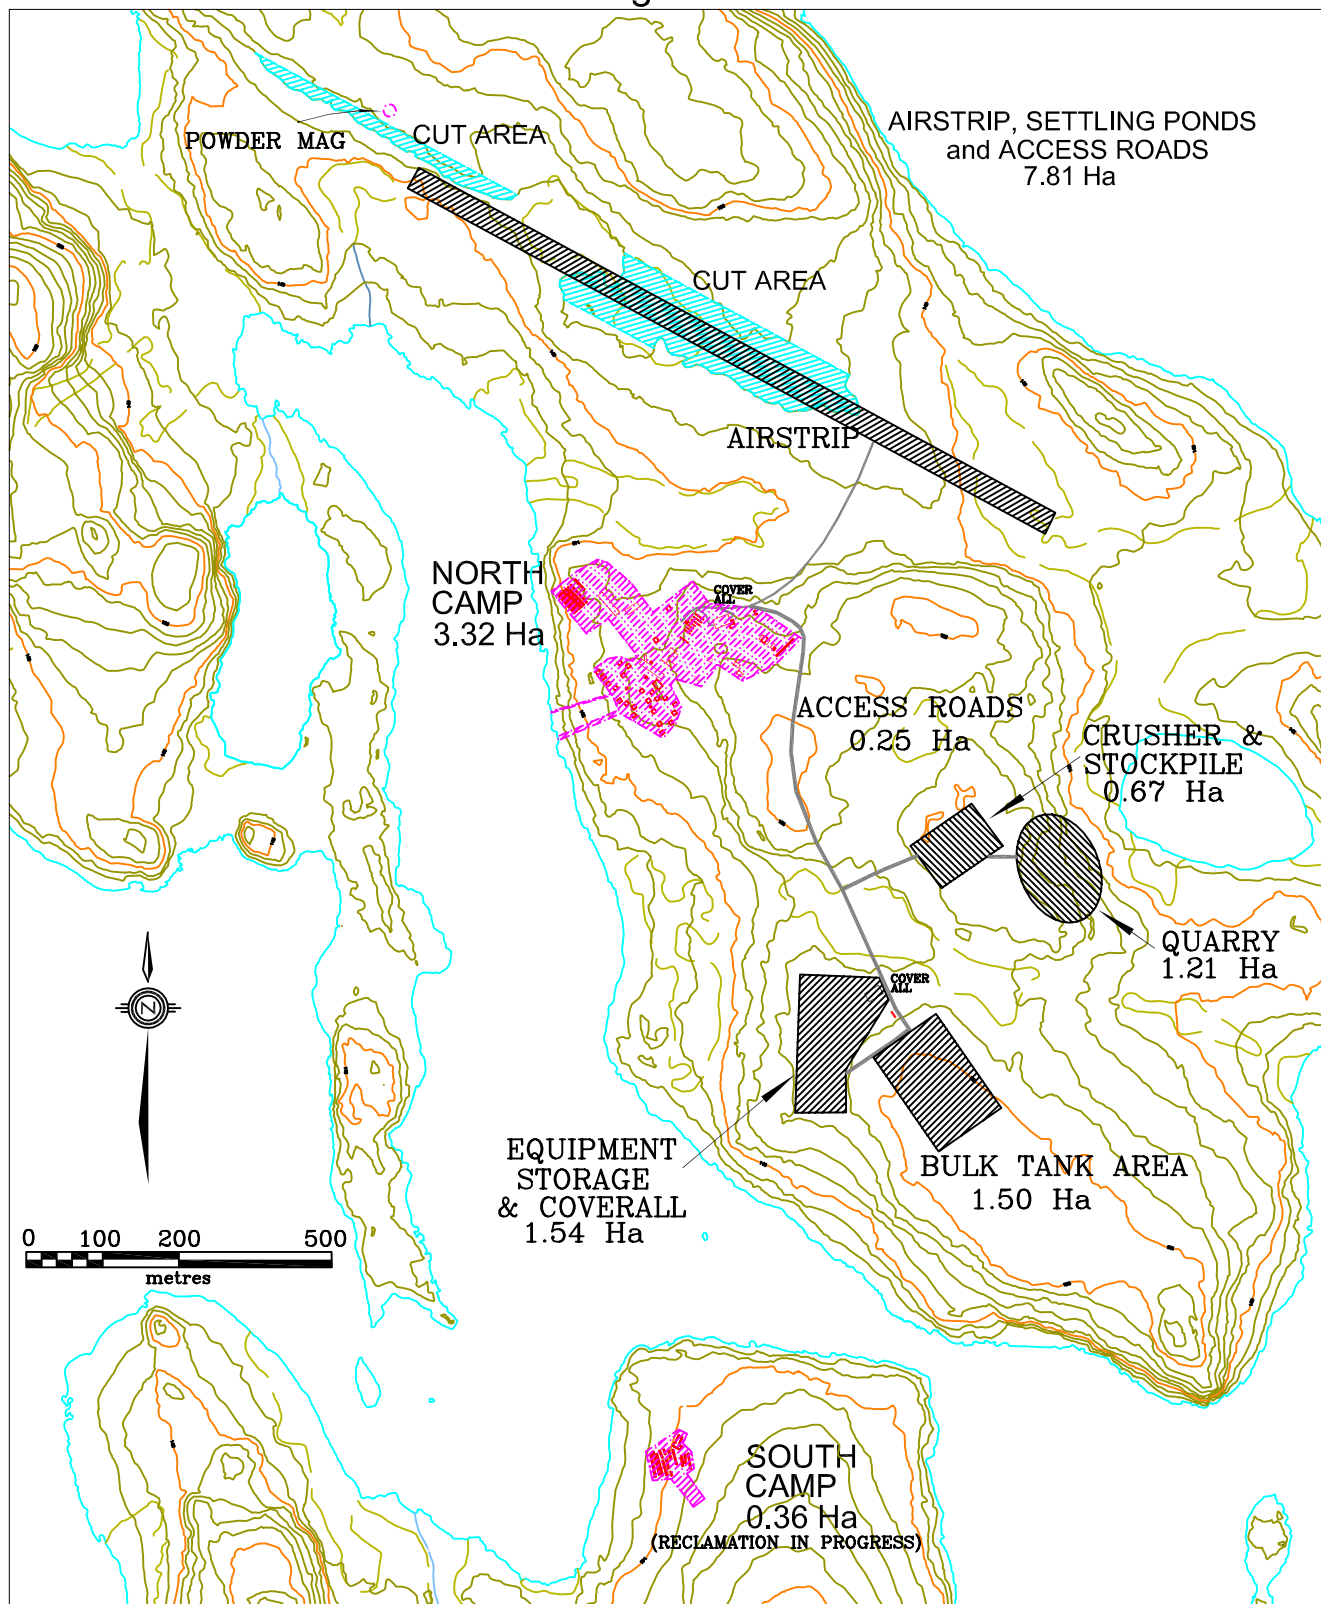 AIRSTRIP, SETTLING PONDS
and ACCESS ROADS
7.81 Ha
POWDER MAG
CUT AREA
CUT AREA
AIRSTRIP
NORTH
CAMP
3.32 Ha
COVER
ALL
ACCESS ROADS
0.25 Ha
CRUSHER &
STOCKPILE
0.67 Ha
QUARRY
1.21 Ha
COVER
ALL
N
EQUIPMENT
STORAGE
& COVERALL
1.54 Ha
BULK TANK AREA
1.50 Ha
0 100 200 500
metres
SOUTH
CAMP
0.36 Ha
(RECLAMATION IN PROGRESS)